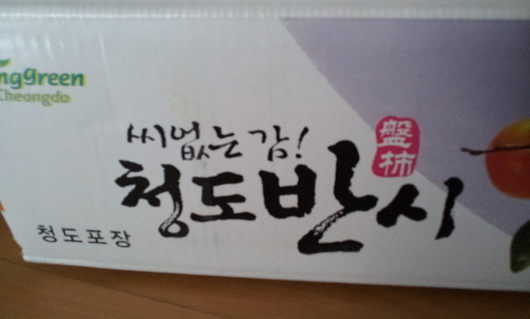 nggreen
Cheongdo
씨없는 감!
청도반시
盤柿
청도포장